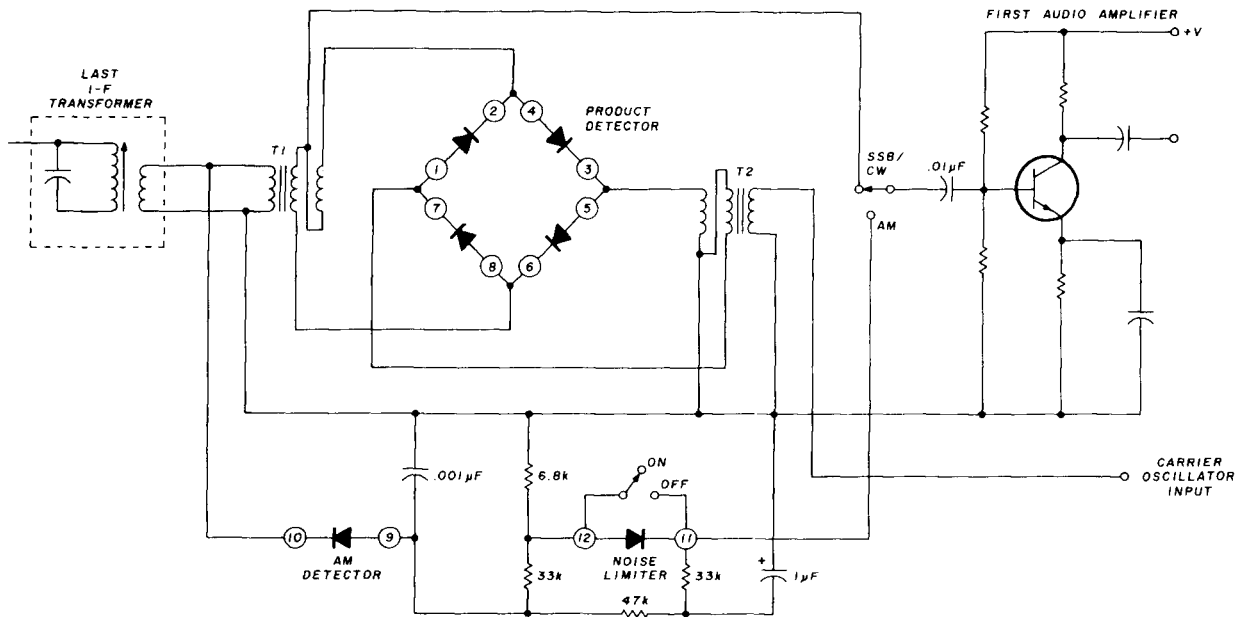 FIRST AUDIO AMPLIFIER
+V
LAST
I-F
TRANSFORMER
T1
2
4
PRODUCT
DETECTOR
1
3
7
5
8
6
T2
SSB/
CW
.01µF
AM
.001µF
6.8k
ON
OFF
CARRIER
OSCILLATOR
INPUT
10
9
AM
DETECTOR
12
11
NOISE
LIMITER
33k
33k
47k
+
1µF